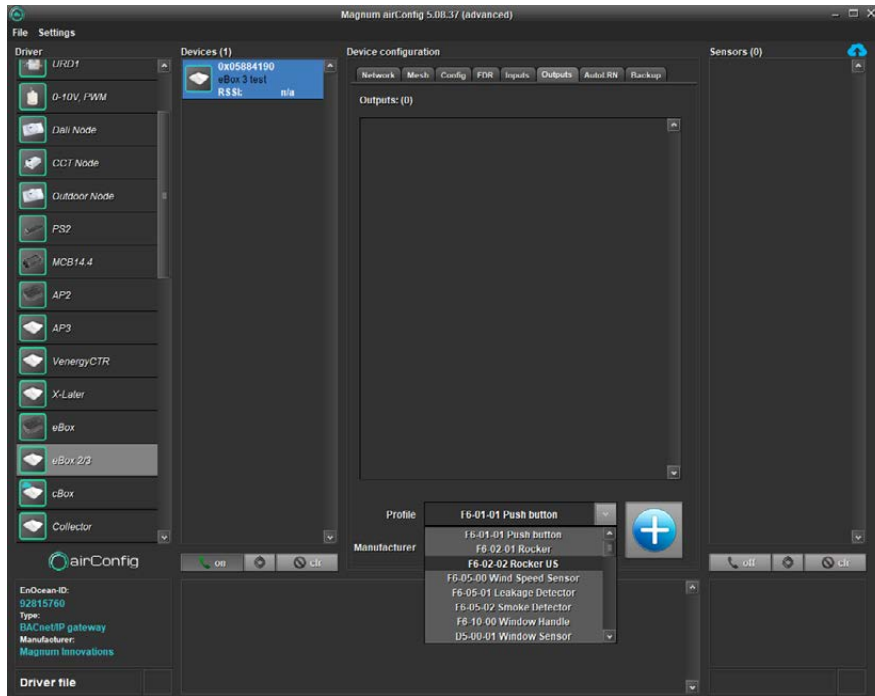 Magnum airConfig 5.08.37 (advanced)
File Settings
Driver
URD1
0-10V, PWM
Dali Node
CCT Node
Outdoor Node
PS2
MCB14.4
AP2
AP3
VenergyCTR
X-Later
eBox
eBox 2/3
cBox
Collector
airConfig
EnOcean-ID:
92815760
Type:
BACnet/IP gateway
Manufacturer:
Magnum Innovations
Driver file
Devices (1)
0x05884190
eBox 3 test
RSSI: n/a
on
clr
Device configuration
Network Mesh Config FDR Inputs Outputs AutoLRN Backup
Outputs: (0)
Profile F6-01-01 Push button
Manufacturer
F6-01-01 Push button
F6-02-01 Rocker
F6-02-02 Rocker US
F6-05-00 Wind Speed Sensor
F6-05-01 Leakage Detector
F6-05-02 Smoke Detector
F6-10-00 Window Handle
D5-00-01 Window Sensor
Sensors (0)
off
clr